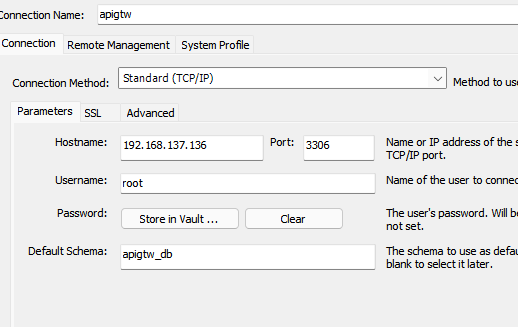 Connection Name: apigtw
Connection Remote Management System Profile
Connection Method: Standard (TCP/IP) Method to use
Parameters SSL Advanced
Hostname: 192.168.137.136 Port: 3306 Name or IP address of the s
TCP/IP port.
Username: root Name of the user to connec
Password: Store in Vault ... Clear The user's password. Will be
not set.
Default Schema: apigtw_db The schema to use as defau
blank to select it later.